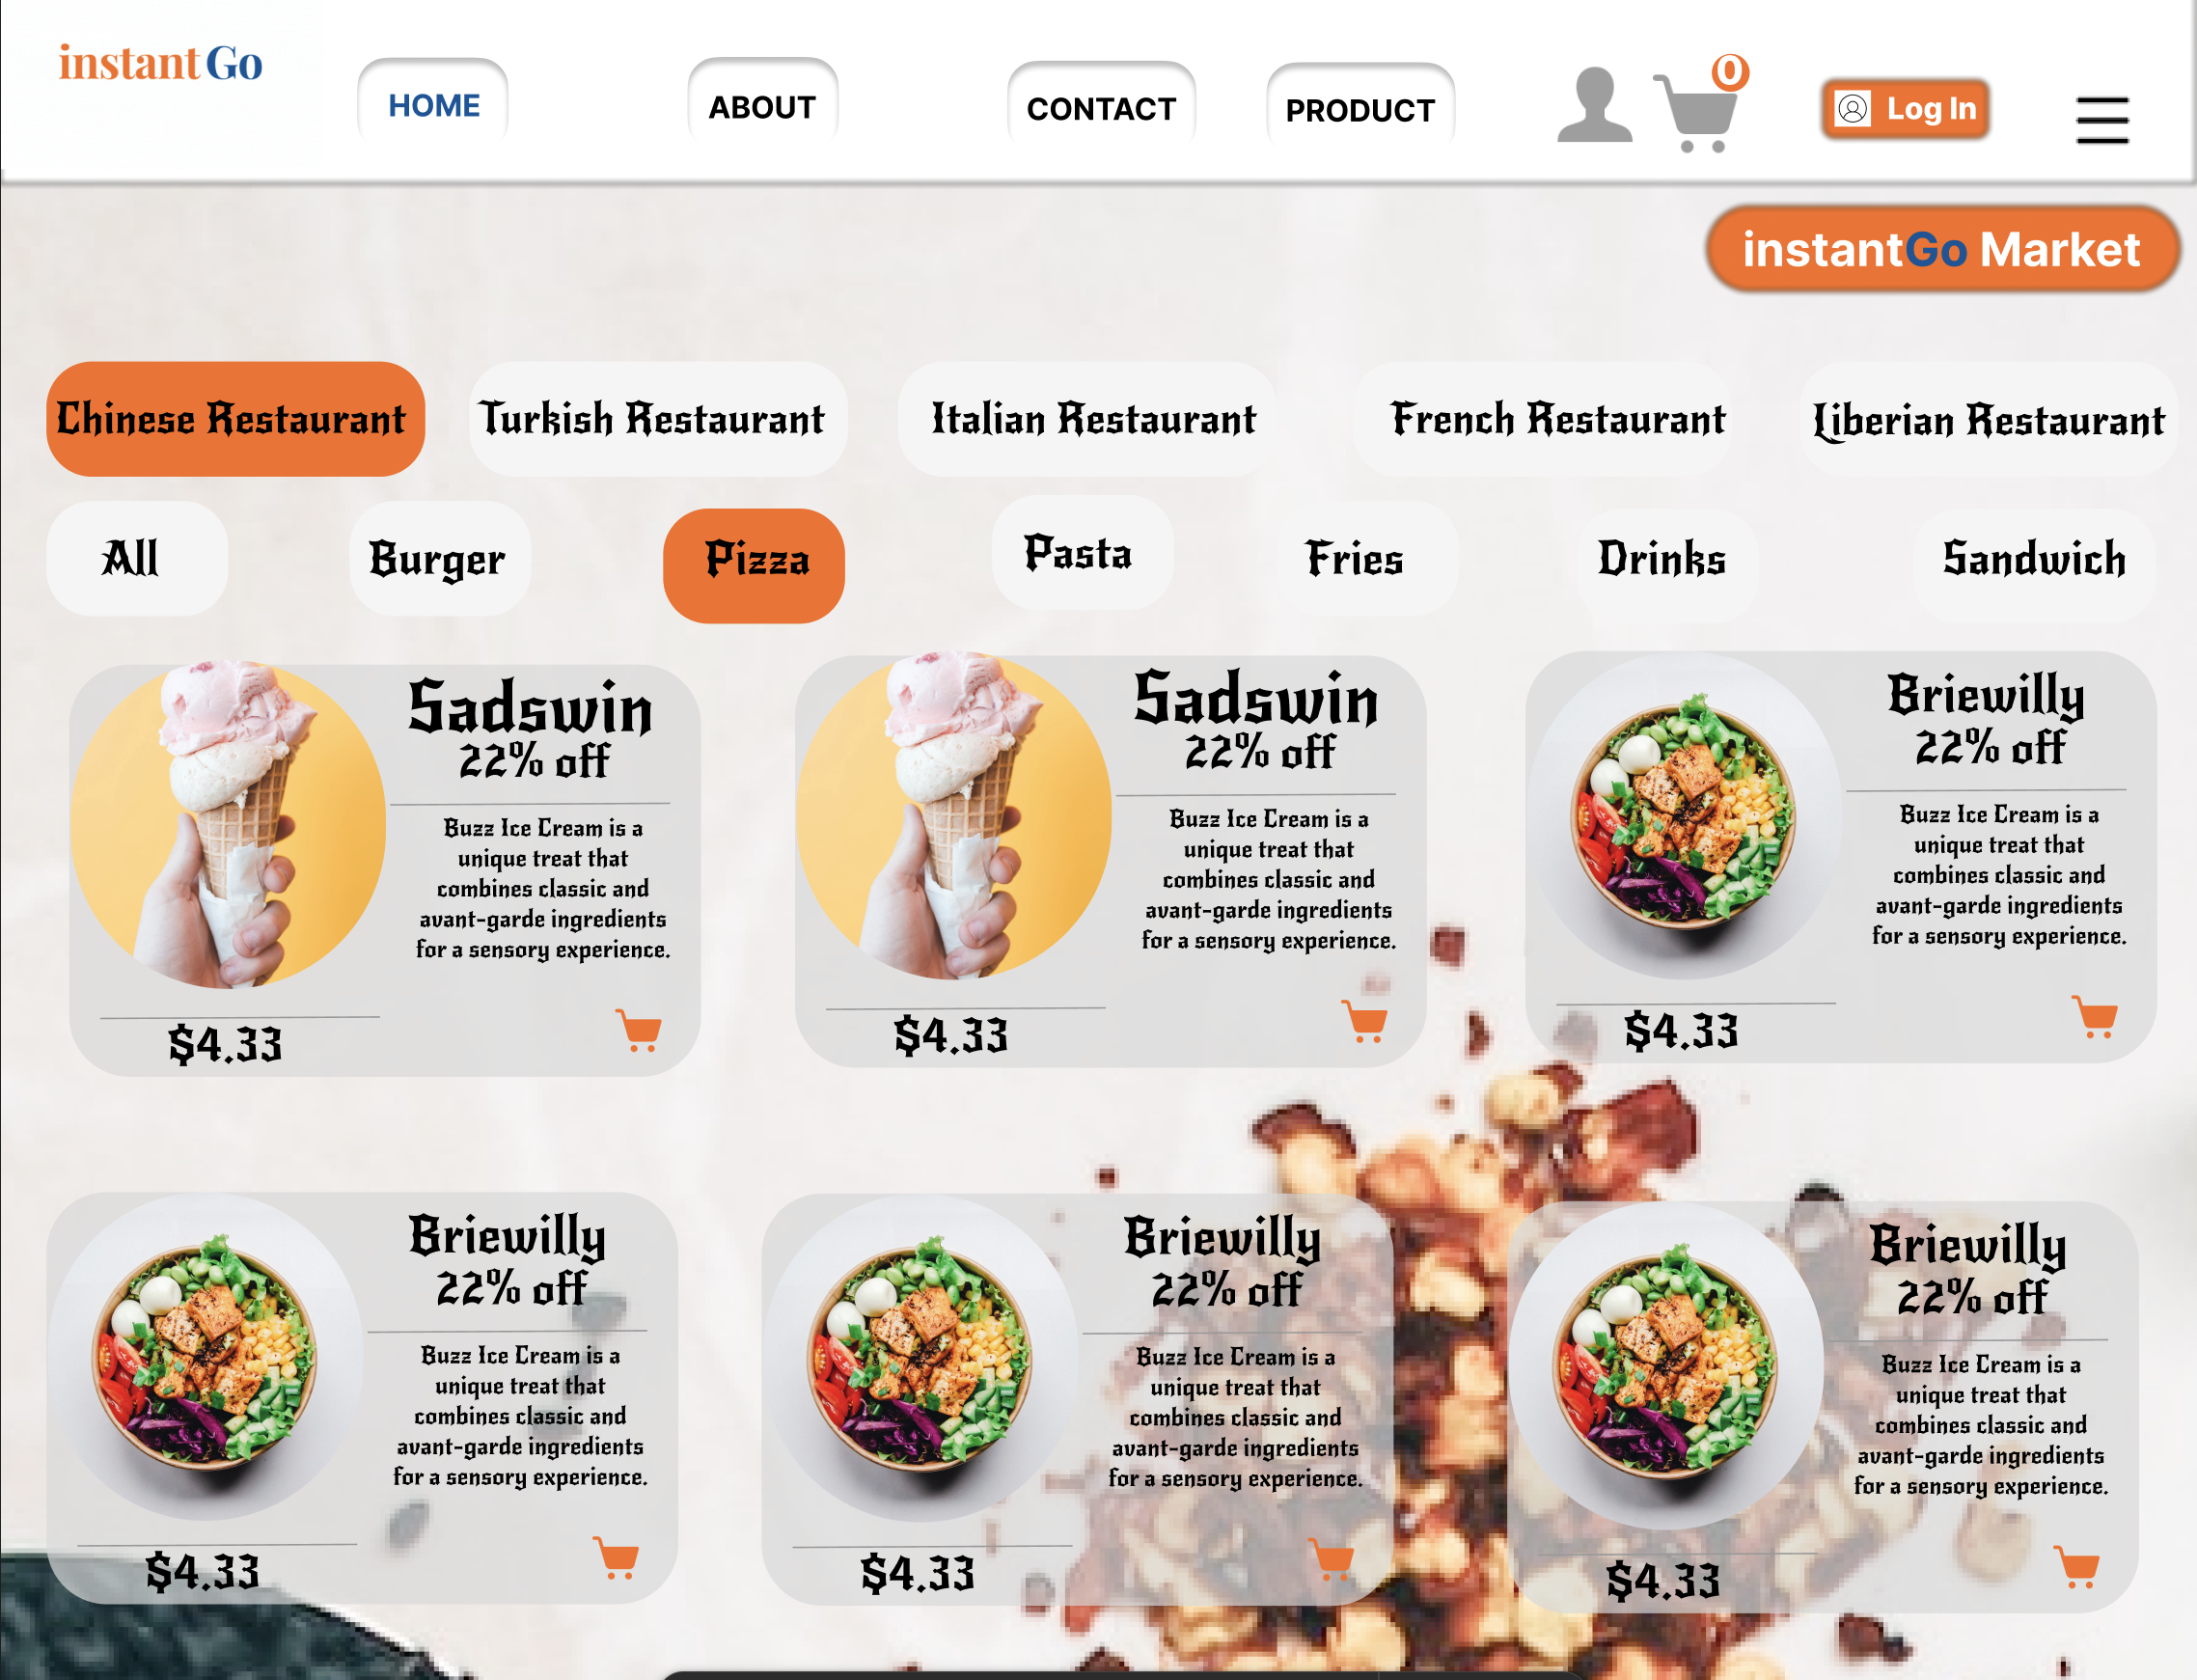 instant Go
HOME
ABOUT
CONTACT
PRODUCT
0
Log In
instantGo Market
Chinese Restaurant
Turkish Restaurant
Italian Restaurant
French Restaurant
Liberian Restaurant
All
Burger
Pizza
Pasta
Fries
Drinks
Sandwich
Sadswin
22% off
Buzz Ice Cream is a
unique treat that
combines classic and
avant-garde ingredients
for a sensory experience.
$4.33
Sadswin
22% off
Buzz Ice Cream is a
unique treat that
combines classic and
avant-garde ingredients
for a sensory experience.
$4.33
Briewilly
22% off
Buzz Ice Cream is a
unique treat that
combines classic and
avant-garde ingredients
for a sensory experience.
$4.33
Briewilly
22% off
Buzz Ice Cream is a
unique treat that
combines classic and
avant-garde ingredients
for a sensory experience.
$4.33
Briewilly
22% off
Buzz Ice Cream is a
unique treat that
combines classic and
avant-garde ingredients
for a sensory experience.
$4.33
Briewilly
22% off
Buzz Ice Cream is a
unique treat that
combines classic and
avant-garde ingredients
for a sensory experience.
$4.33